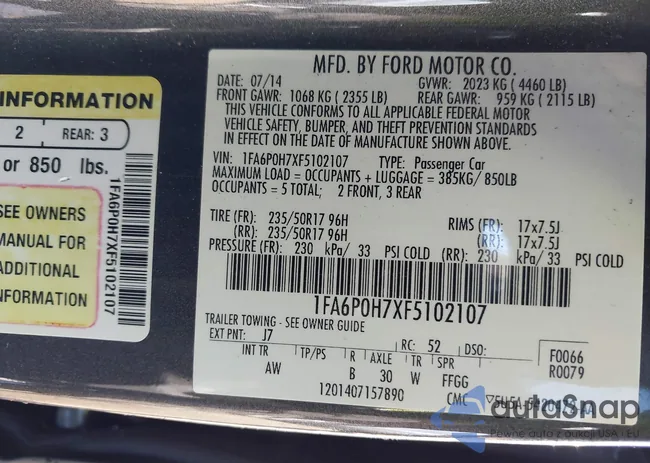 INFORMATION
2 REAR: 3
or 850 lbs.
SEE OWNERS
MANUAL FOR
ADDITIONAL
INFORMATION
1FA6P0H7XF5102107
MFD. BY FORD MOTOR CO.
DATE: 07/14 GVWR: 2023 KG ( 4460 LB)
FRONT GAWR: 1068 KG ( 2355 LB) REAR GAWR: 959 KG ( 2115 LB)
THIS VEHICLE CONFORMS TO ALL APPLICABLE FEDERAL MOTOR
VEHICLE SAFETY, BUMPER, AND THEFT PREVENTION STANDARDS
IN EFFECT ON THE DATE OF MANUFACTURE SHOWN ABOVE.
VIN: 1FA6P0H7XF5102107 TYPE: Passenger Car
MAXIMUM LOAD = OCCUPANTS + LUGGAGE = 385KG/ 850LB
OCCUPANTS = 5 TOTAL; 2 FRONT, 3 REAR
TIRE (FR): 235/50R17 96H RIMS (FR): 17x7.5J
(RR): 235/50R17 96H (RR): 17x7.5J
PRESSURE (FR): 230 kPa/ 33 PSI COLD (RR): 230 kPa/ 33 PSI COLD
1FA6P0H7XF5102107
TRAILER TOWING - SEE OWNER GUIDE
EXT PNT: J7 RC: 52 DSO: F0066
R0079
INT TR TP/PS R AXLE TR SPR
AW B 30 W FFGG
1201407157890 CMC
autoSnap
Pewne auto z aukcji USA i EU